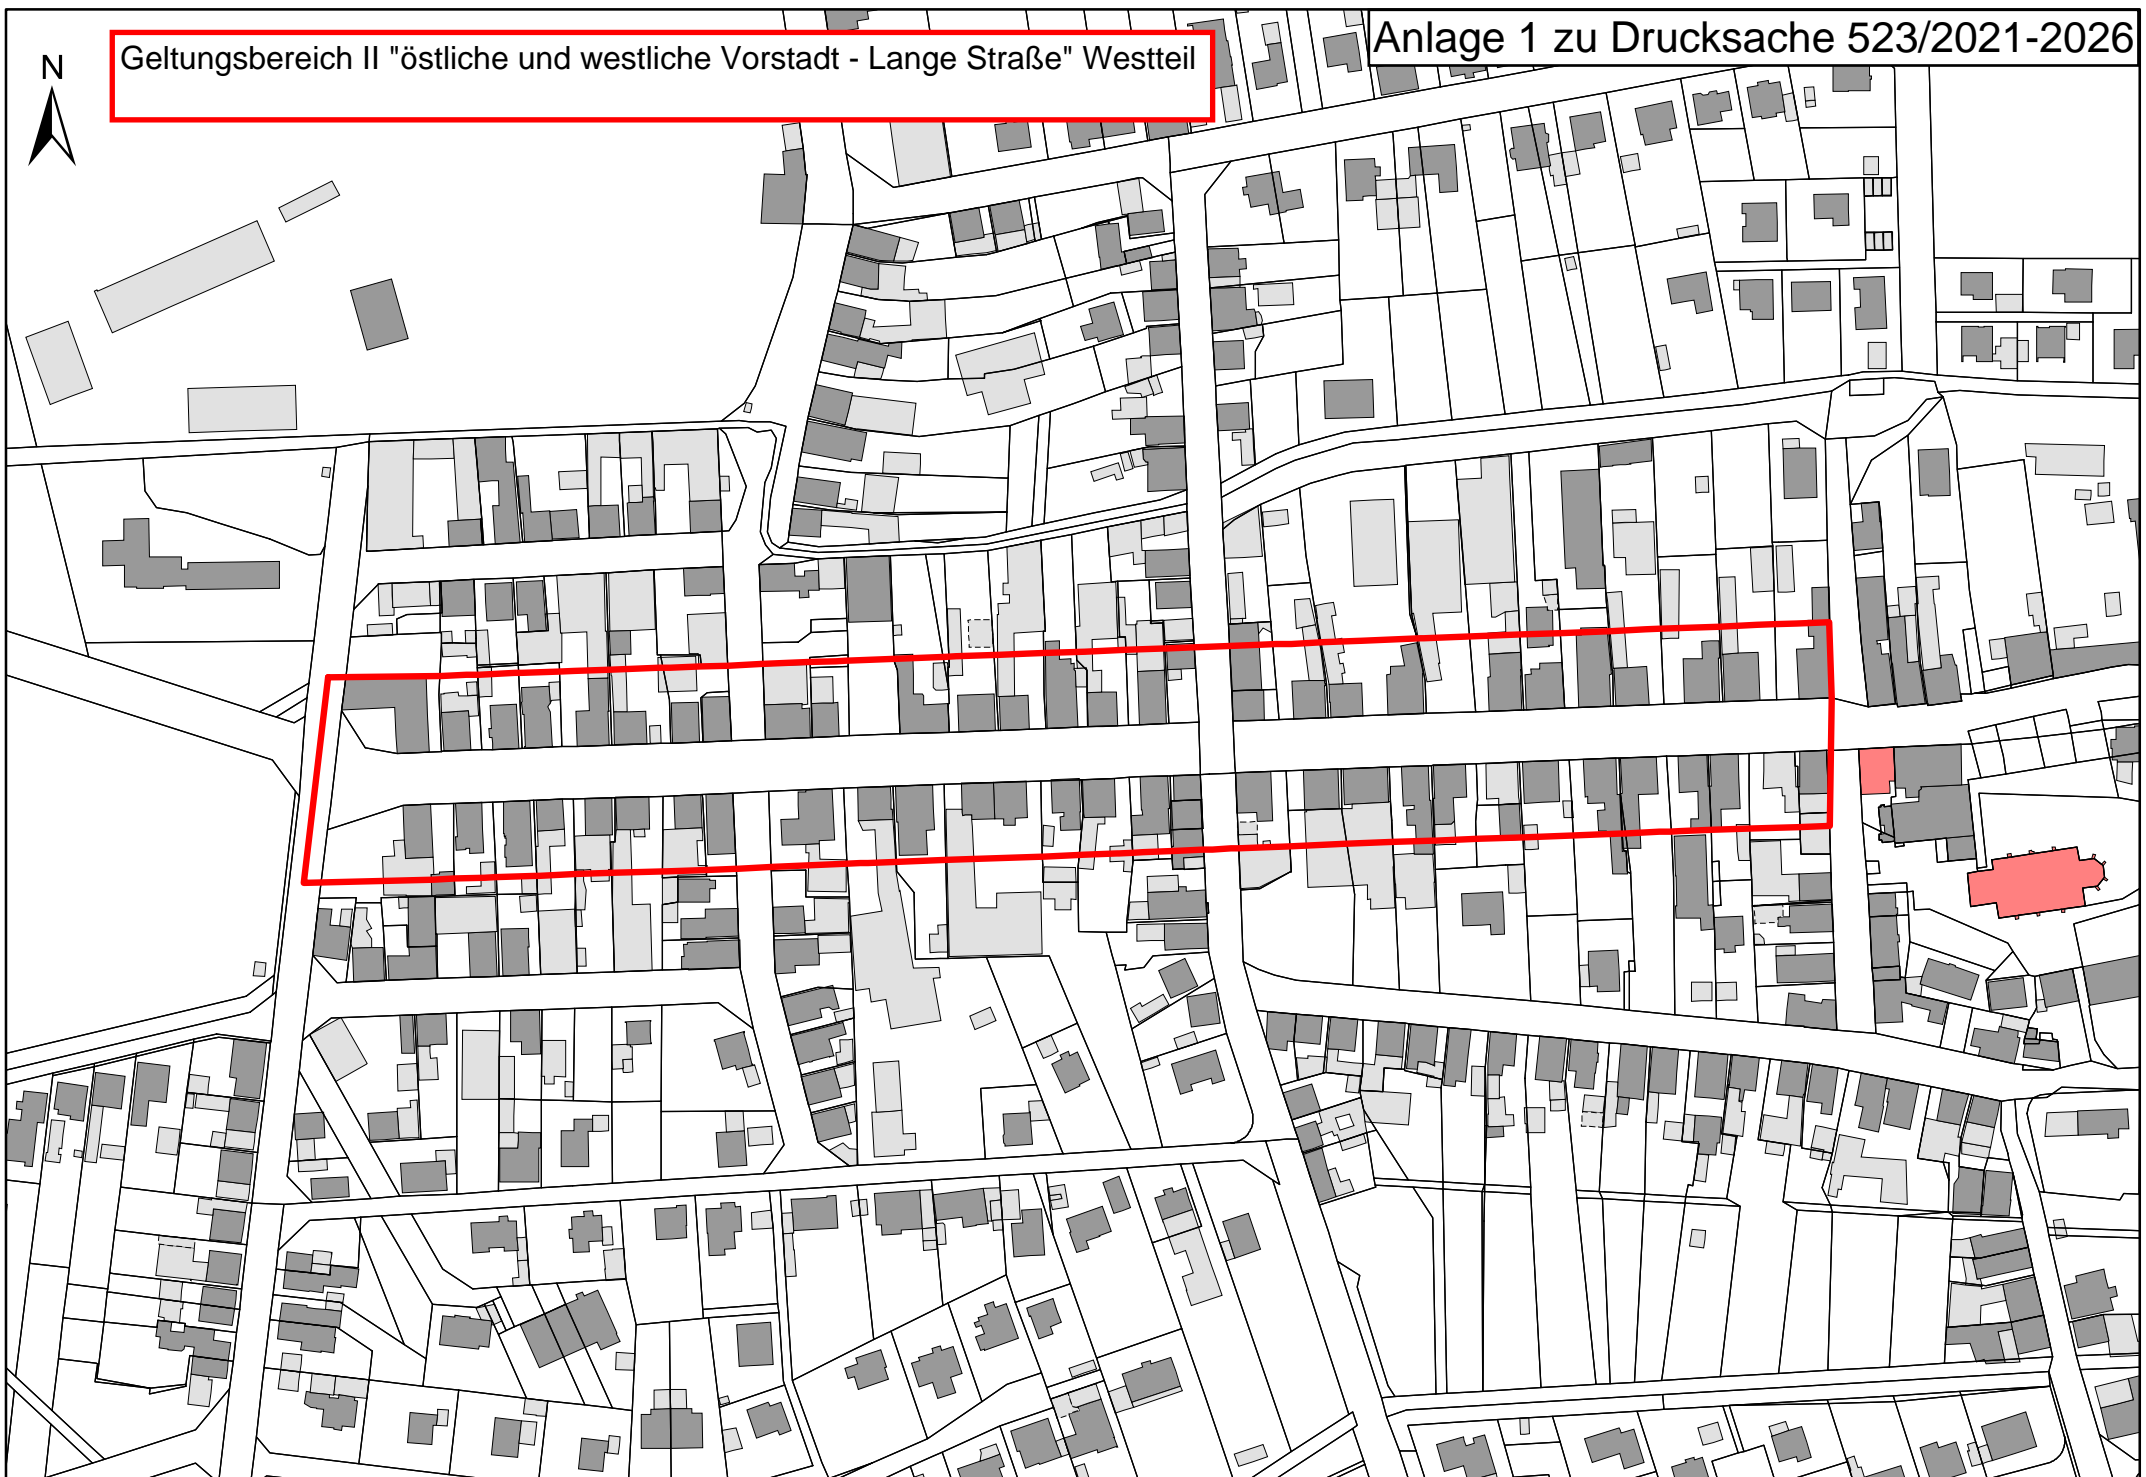 Anlage 1 zu Drucksache 523/2021-2026
Geltungsbereich II "östliche und westliche Vorstadt - Lange Straße" Westteil
N